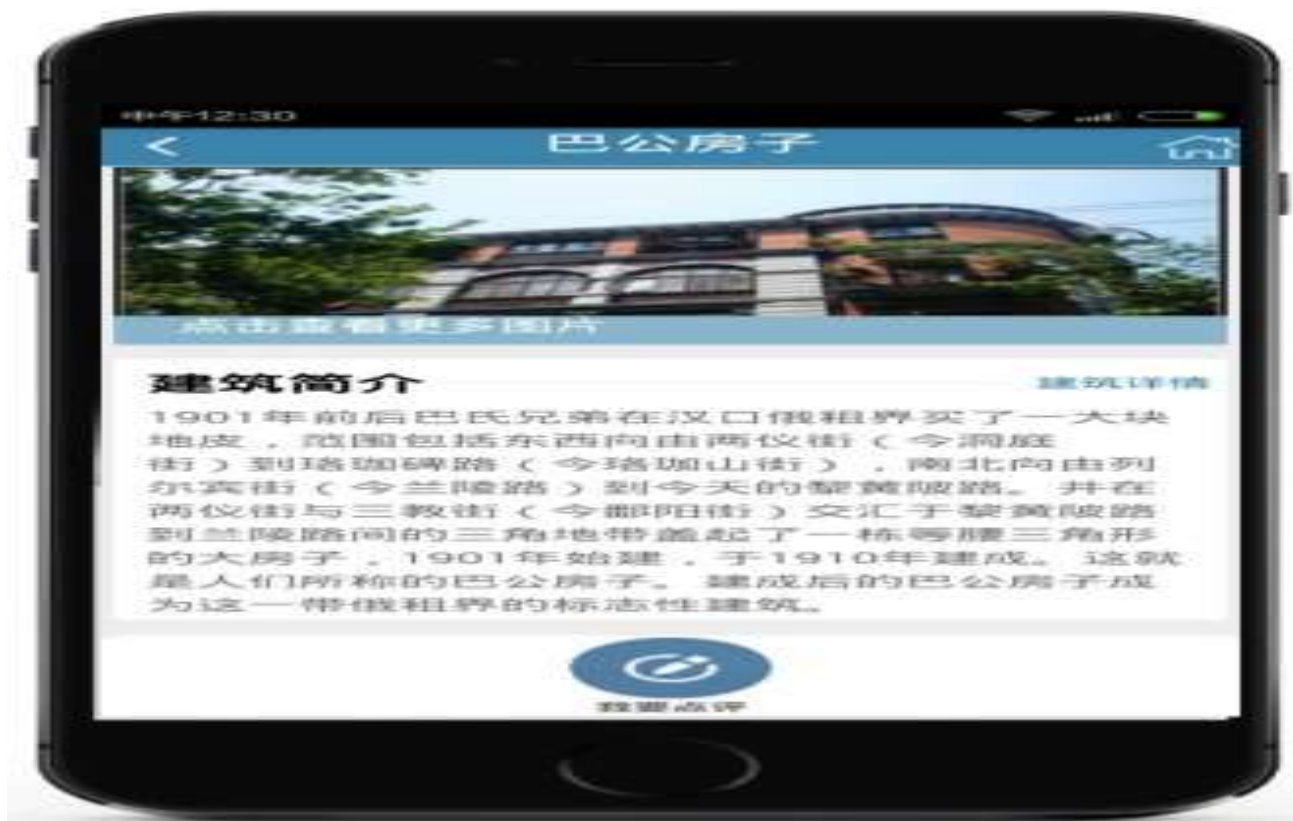 中午12:30
巴公房子
点击查看更多图片
建筑简介
建筑详情
1901年前后巴氏兄弟在汉口俄租界买了一大块
地皮，范围包括东西向由两仪街（今洞庭
街）到珞珈碑路（今珞珈山街），南北向由列
尔宾街（今兰陵路）到今天的黎黄陂路。并在
两仪街与三教街（今鄱阳街）交汇于黎黄陂路
到兰陵路间的三角地带盖起了一栋等腰三角形
的大房子，1901年始建，于1910年建成。这就
是人们所称的巴公房子。建成后的巴公房子成
为这一带俄租界的标志性建筑。
我要点评